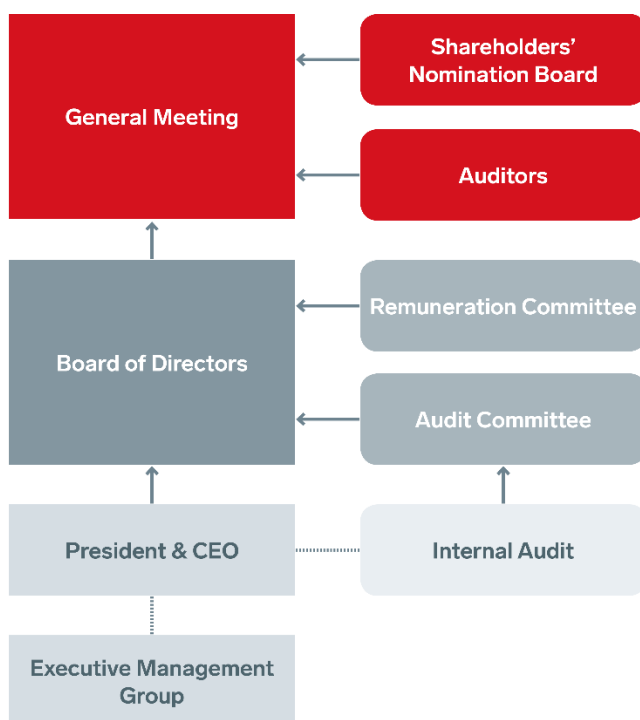 General Meeting
Shareholders'
Nomination Board
Auditors
Board of Directors
Remuneration Committee
Audit Committee
President & CEO
Internal Audit
Executive Management
Group